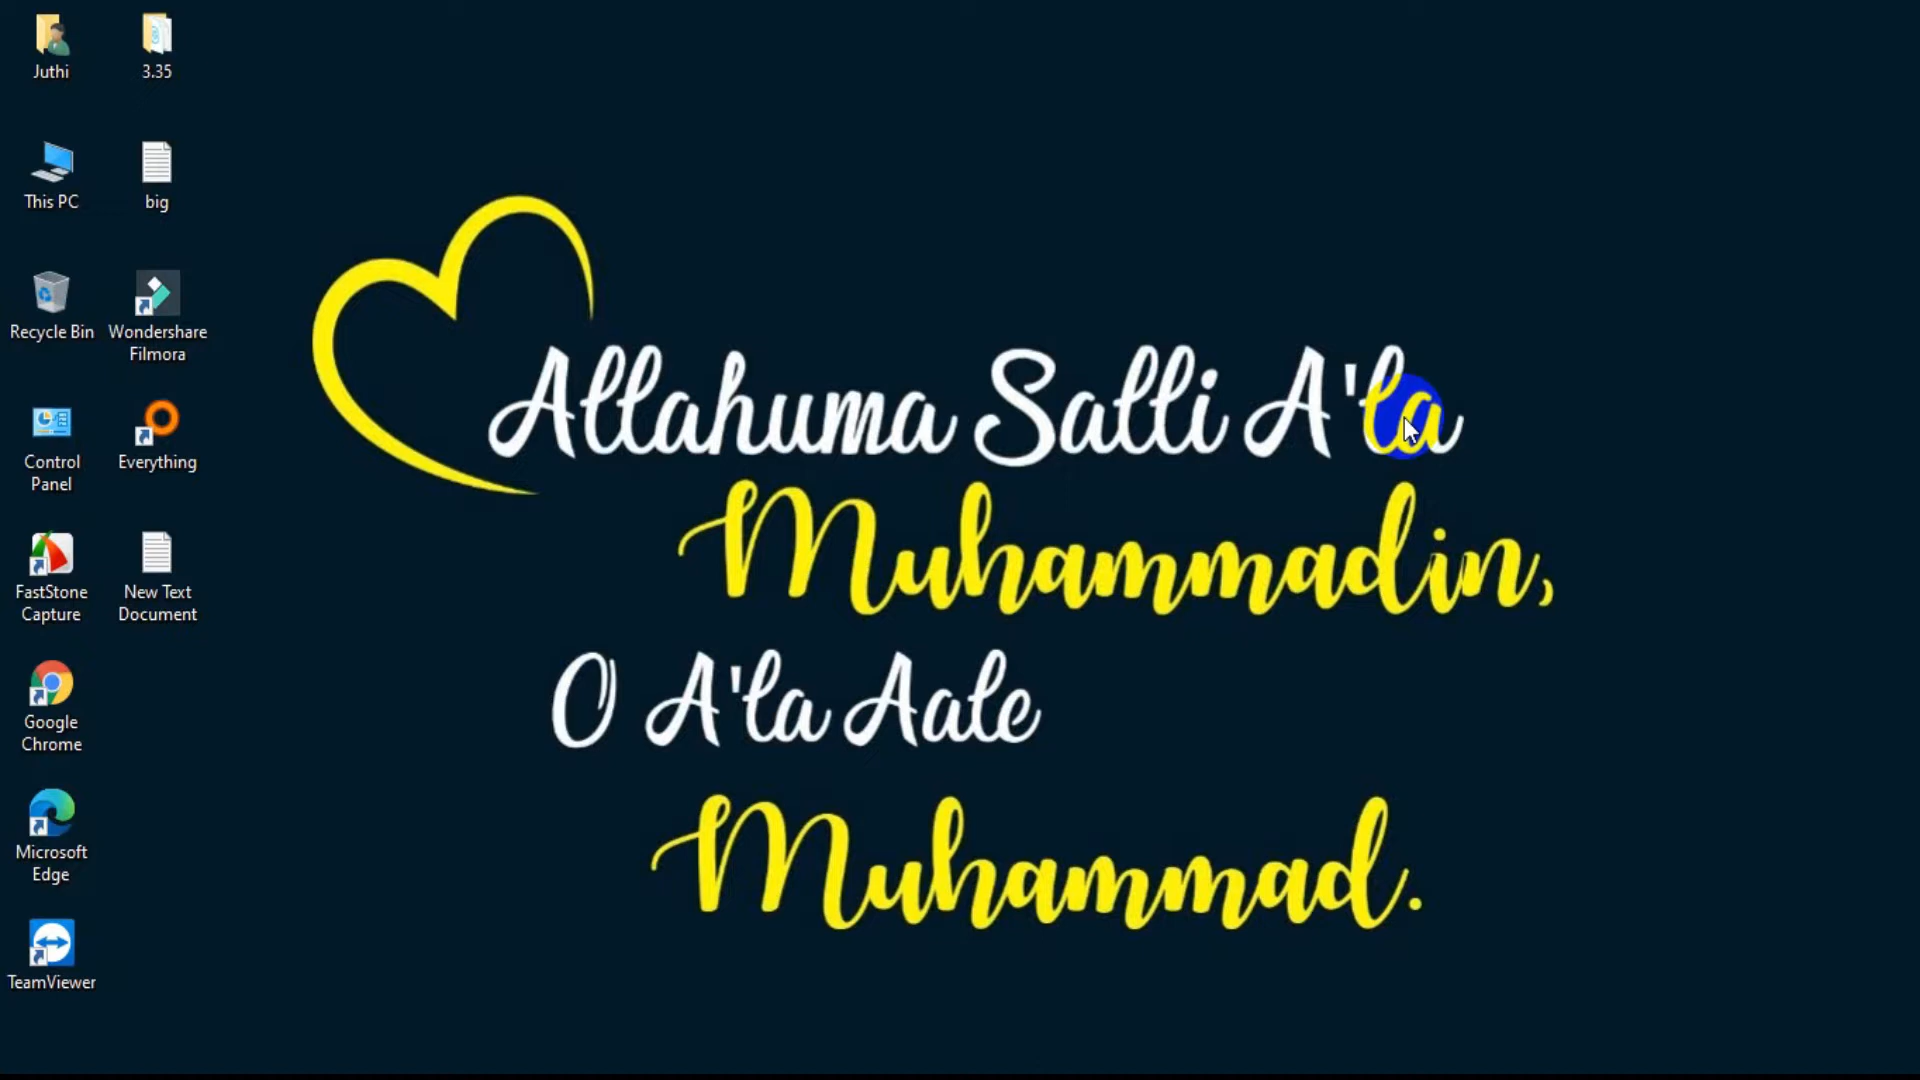 Juthi
3.35
This PC
big
Recycle Bin
Wondershare
Filmora
Control
Panel
Everything
FastStone
Capture
New Text
Document
Google
Chrome
Microsoft
Edge
TeamViewer
Allahuma Salli A'la
Muhammadin,
O A'la Aale
Muhammad.